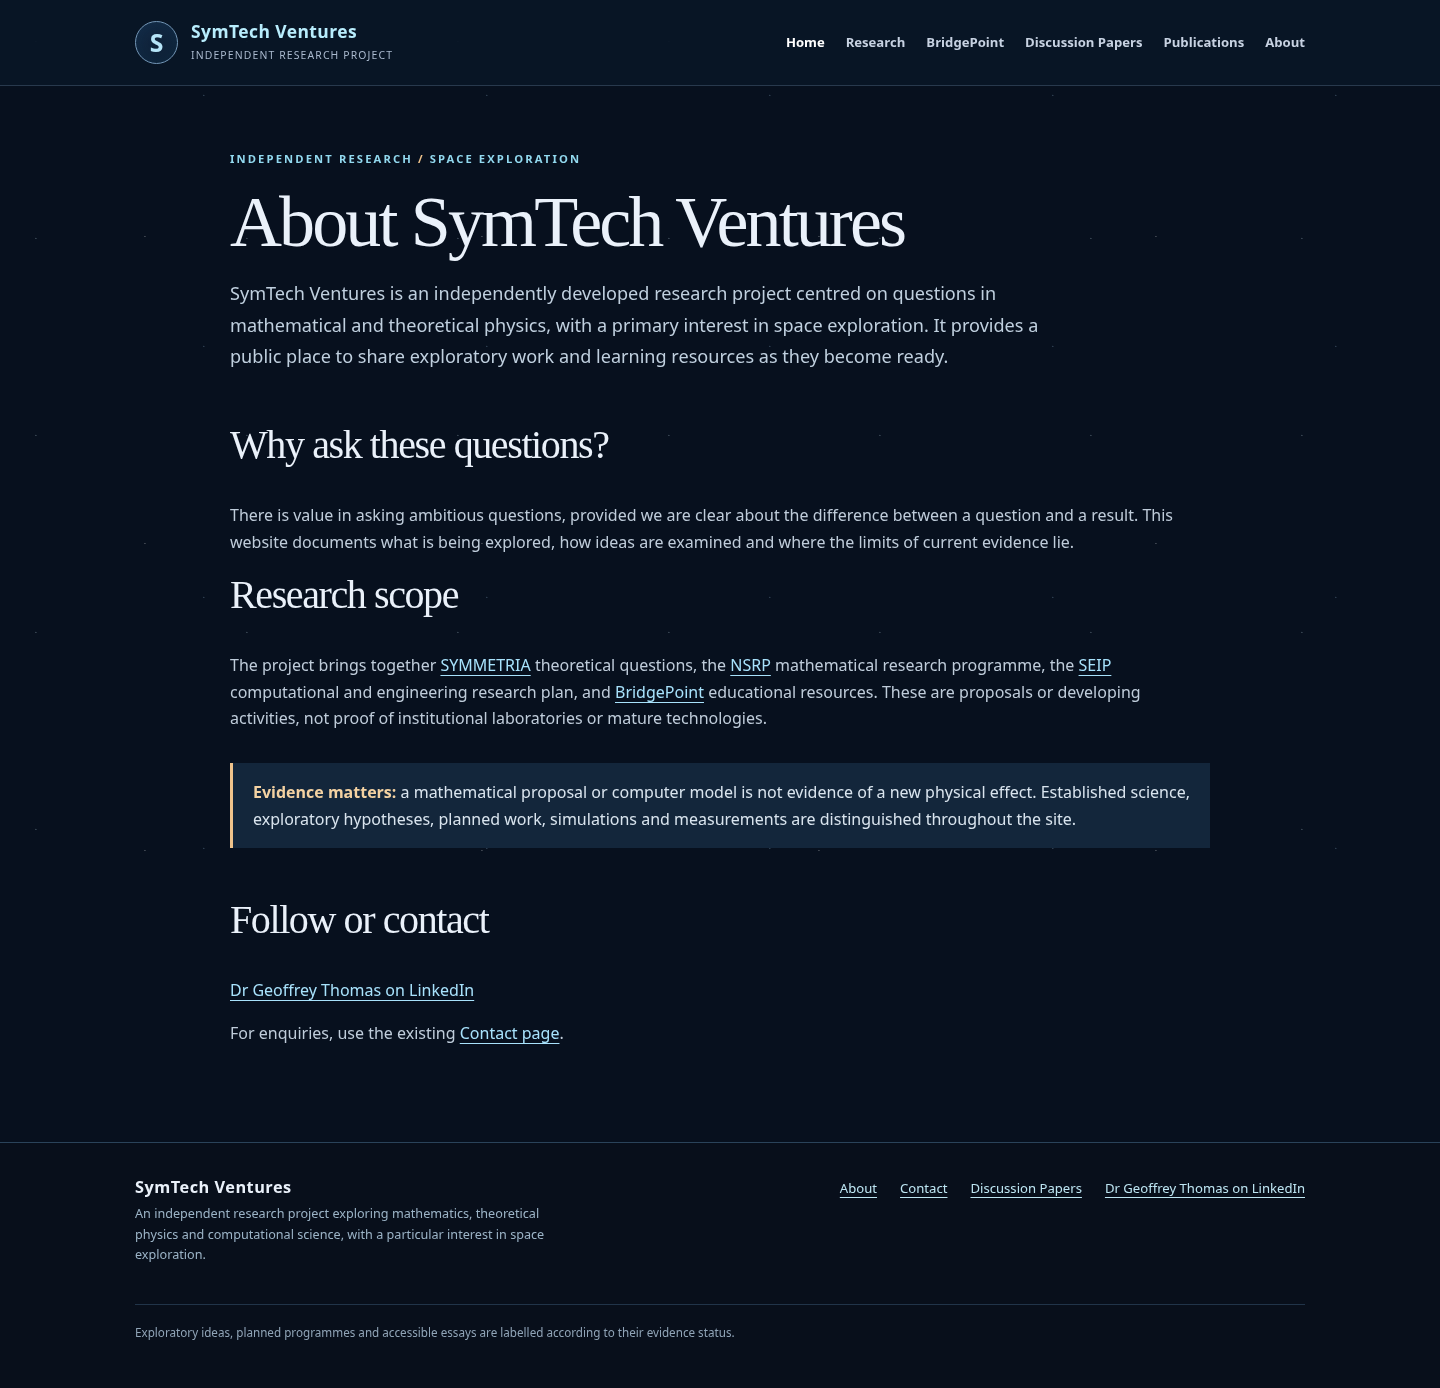 S
SymTech Ventures
INDEPENDENT RESEARCH PROJECT
Home Research BridgePoint Discussion Papers Publications About
INDEPENDENT RESEARCH / SPACE EXPLORATION
About SymTech Ventures
SymTech Ventures is an independently developed research project centred on questions in
mathematical and theoretical physics, with a primary interest in space exploration. It provides a
public place to share exploratory work and learning resources as they become ready.
Why ask these questions?
There is value in asking ambitious questions, provided we are clear about the difference between a question and a result. This
website documents what is being explored, how ideas are examined and where the limits of current evidence lie.
Research scope
The project brings together SYMMETRIA theoretical questions, the NSRP mathematical research programme, the SEIP
computational and engineering research plan, and BridgePoint educational resources. These are proposals or developing
activities, not proof of institutional laboratories or mature technologies.
Evidence matters: a mathematical proposal or computer model is not evidence of a new physical effect. Established science,
exploratory hypotheses, planned work, simulations and measurements are distinguished throughout the site.
Follow or contact
Dr Geoffrey Thomas on LinkedIn
For enquiries, use the existing Contact page.
SymTech Ventures
An independent research project exploring mathematics, theoretical
physics and computational science, with a particular interest in space
exploration.
About Contact Discussion Papers Dr Geoffrey Thomas on LinkedIn
Exploratory ideas, planned programmes and accessible essays are labelled according to their evidence status.